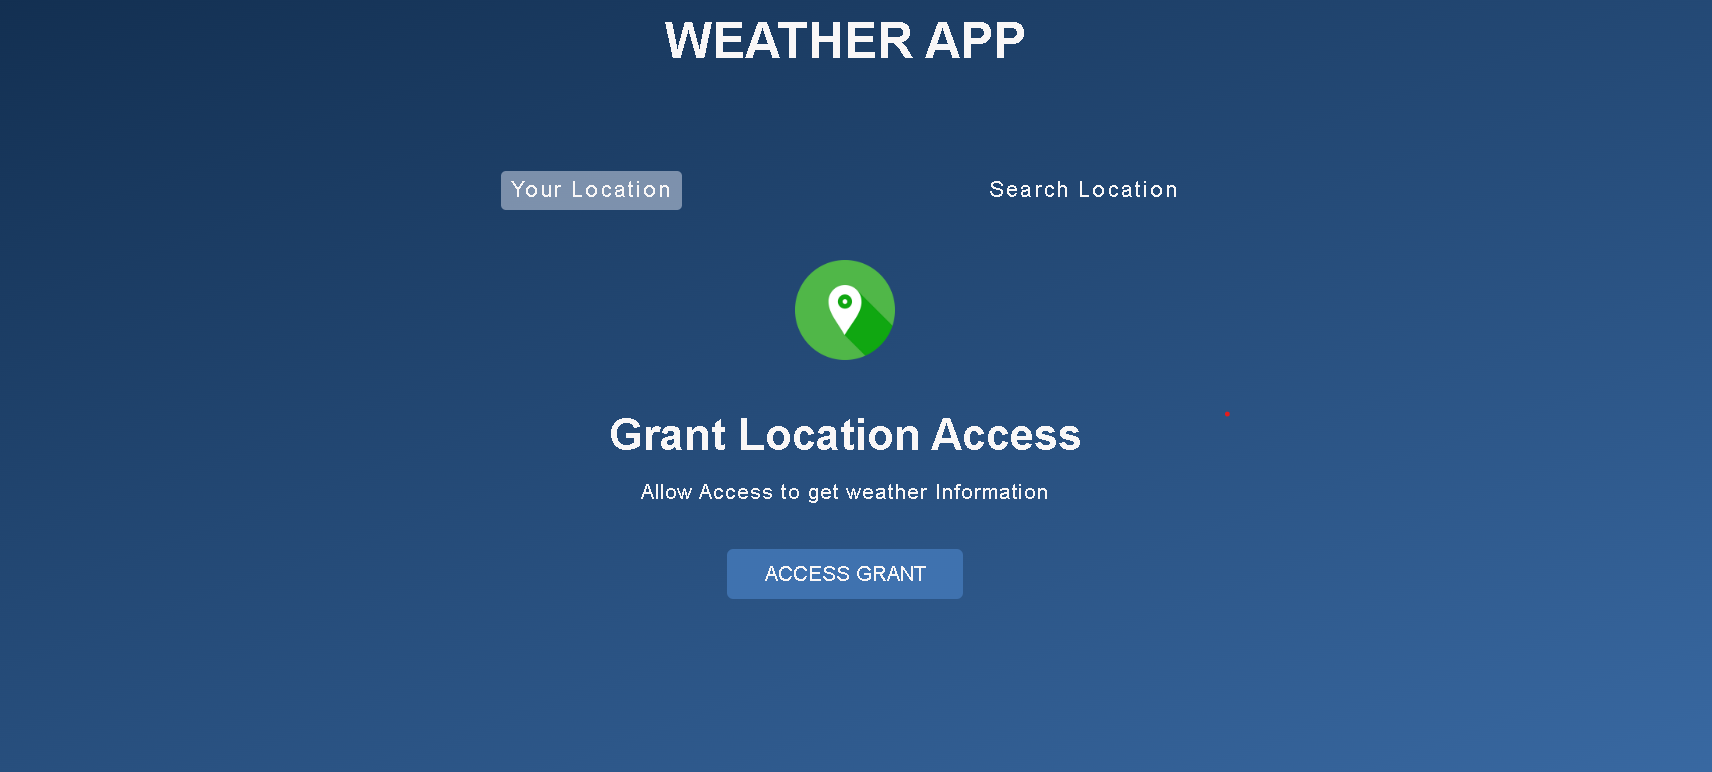 WEATHER APP
Your Location
Search Location
Grant Location Access
Allow Access to get weather Information
ACCESS GRANT